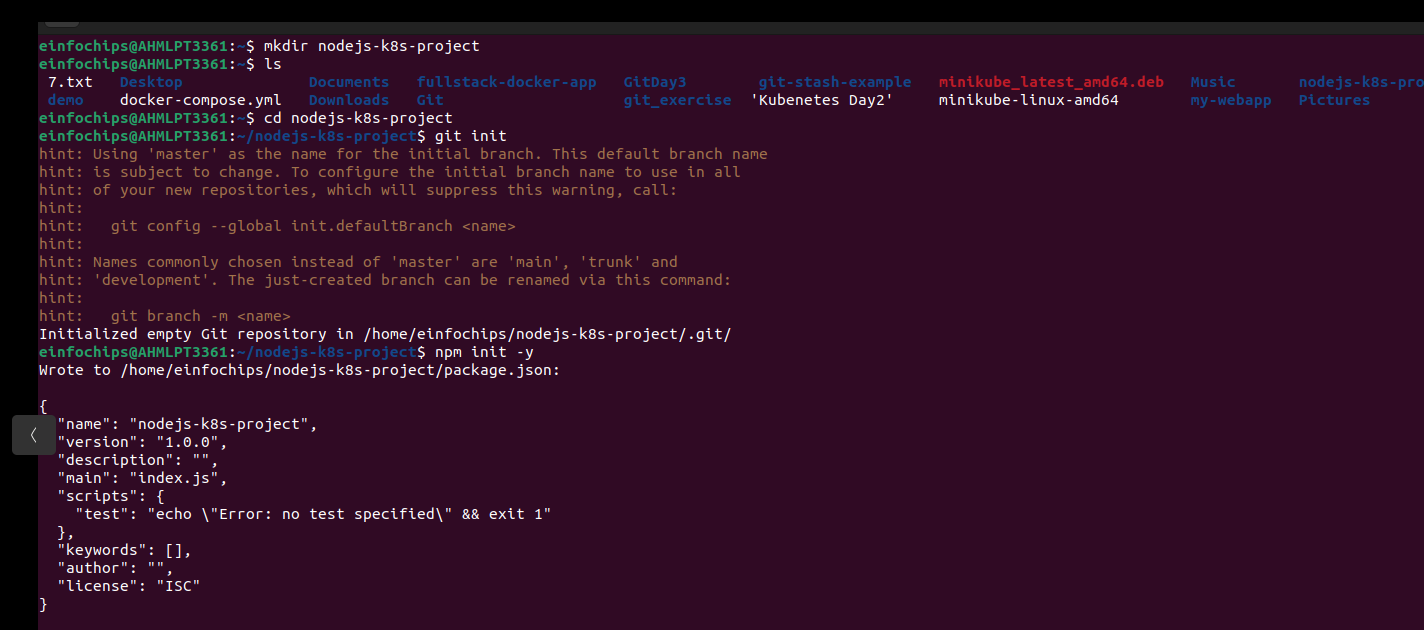 einfochips@AHMLPT3361:~$ mkdir nodejs-k8s-project
einfochips@AHMLPT3361:~$ ls
7.txt Desktop Documents fullstack-docker-app GitDay3 git-stash-example minikube_latest_amd64.deb Music nodejs-k8s-pro
demo docker-compose.yml Downloads Git git_exercise 'Kubenetes Day2' minikube-linux-amd64 my-webapp Pictures
einfochips@AHMLPT3361:~$ cd nodejs-k8s-project
einfochips@AHMLPT3361:~/nodejs-k8s-project$ git init
hint: Using 'master' as the name for the initial branch. This default branch name
hint: is subject to change. To configure the initial branch name to use in all
hint: of your new repositories, which will suppress this warning, call:
hint:
hint:   git config --global init.defaultBranch <name>
hint:
hint: Names commonly chosen instead of 'master' are 'main', 'trunk' and
hint: 'development'. The just-created branch can be renamed via this command:
hint:
hint:   git branch -m <name>
Initialized empty Git repository in /home/einfochips/nodejs-k8s-project/.git/
einfochips@AHMLPT3361:~/nodejs-k8s-project$ npm init -y
Wrote to /home/einfochips/nodejs-k8s-project/package.json:
{
  "name": "nodejs-k8s-project",
  "version": "1.0.0",
  "description": "",
  "main": "index.js",
  "scripts": {
    "test": "echo \"Error: no test specified\" && exit 1"
  },
  "keywords": [],
  "author": "",
  "license": "ISC"
}